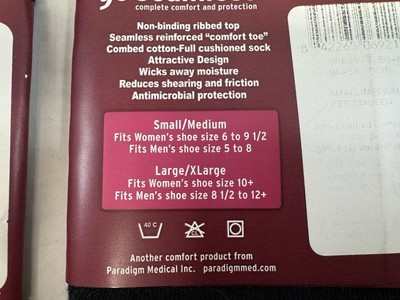 complete comfort and protection
Non-binding ribbed top
Seamless reinforced “comfort toe”
Combed cotton-Full cushioned sock
Attractive Design
Wicks away moisture
Reduces shearing and friction
Antimicrobial protection
Small/Medium
Fits Women's shoe size 6 to 9 1/2
Fits Men's shoe size 5 to 8
Large/XLarge
Fits Women's shoe size 10+
Fits Men's shoe size 8 1/2 to 12+
40 C
Another comfort product from
Paradigm Medical Inc. paradigmmed.com